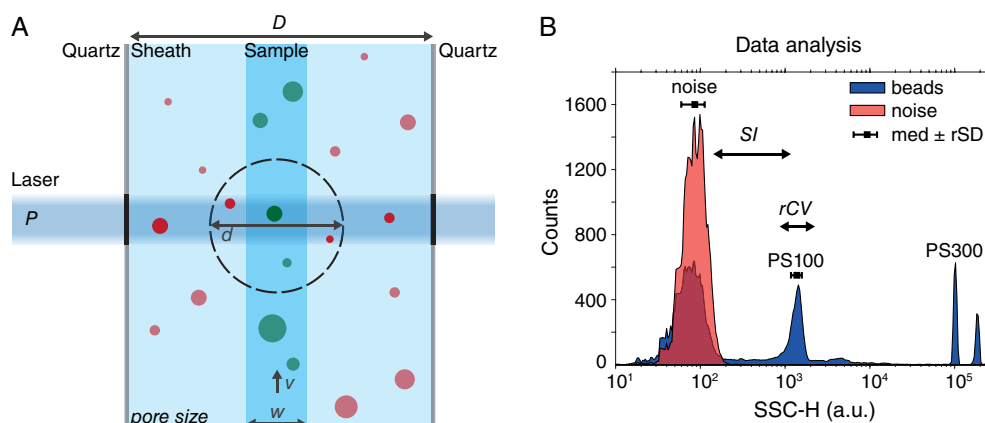 A
D
Quartz Sheath Sample Quartz
Laser
P
d
v
pore size w
B
Data analysis
noise
beads
noise
med ± rSD
SI
rCV
PS100
PS300
Counts
1600
1200
800
400
0
10¹ 10² 10³ 10⁴ 10⁵
SSC-H (a.u.)